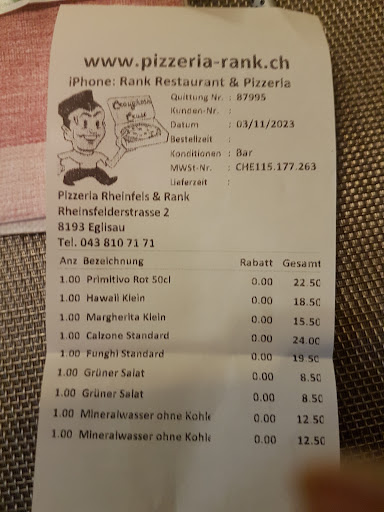 www.pizzeria-rank.ch
iPhone: Rank Restaurant & Pizzeria
Quittung Nr. : 87995
Kunden-Nr. :
Datum : 03/11/2023
Bestellzeit :
Konditionen : Bar
MWSt-Nr. : CHE115.177.263
Lieferzeit :
Pizzeria Rheinfels & Rank
Rheinsfelderstrasse 2
8193 Eglisau
Tel. 043 810 71 71
Anz Bezeichnung Rabatt Gesamt
1.00 Primitivo Rot 50cl 0.00 22.50
1.00 Hawaii Klein 0.00 18.50
1.00 Margherita Klein 0.00 15.50
1.00 Calzone Standard 0.00 24.00
1.00 Funghi Standard 0.00 19.50
1.00 Grüner Salat 0.00 8.50
1.00 Grüner Salat 0.00 8.50
1.00 Mineralwasser ohne Kohle 0.00 12.50
1.00 Mineralwasser ohne Kohle 0.00 12.50